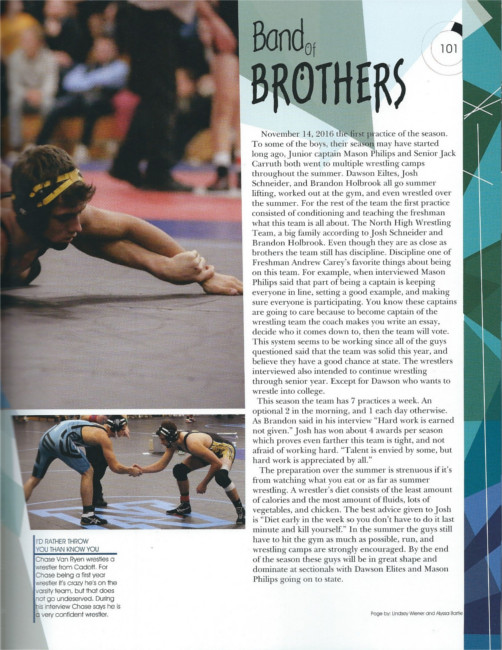 Band Of
BROTHERS
101
November 14, 2016 the first practice of the season.
To some of the boys, their season may have started
long ago. Junior captain Mason Philips and Senior Jack
Carruth both went to multiple wrestling camps
throughout the summer. Dawson Eiltes, Josh
Schneider, and Brandon Holbrook all go summer
lifting, worked out at the gym, and even wrestled over
the summer. For the rest of the team the first practice
consisted of conditioning and teaching the freshman
what this team is all about. The North High Wrestling
Team, a big family according to Josh Schneider and
Brandon Holbrook. Even though they are as close as
brothers the team still has discipline. Discipline one of
Freshman Andrew Carey's favorite things about being
on this team. For example, when interviewed Mason
Philips said that part of being a captain is keeping
everyone in line, setting a good example, and making
sure everyone is participating. You know these captains
are going to care because to become captain of the
wrestling team the coach makes you write an essay,
decide who it comes down to, then the team will vote.
This system seems to be working since all of the guys
questioned said that the team was solid this year, and
believe they have a good chance at state. The wrestlers
interviewed also intended to continue wrestling
through senior year. Except for Dawson who wants to
wrestle into college.
This season the team has 7 practices a week. An
optional 2 in the morning, and 1 each day otherwise.
As Brandon said in his interview “Hard work is earned
not given.” Josh has won about 4 awards per season
which proves even farther this team is tight, and not
afraid of working hard. “Talent is envied by some, but
hard work is appreciated by all.”
The preparation over the summer is strenuous if it's
from watching what you eat or as far as summer
wrestling. A wrestler's diet consists of the least amount
of calories and the most amount of fluids, lots of
vegetables, and chicken. The best advice given to Josh
is “Diet early in the week so you don't have to do it last
minute and kill yourself.” In the summer the guys still
have to hit the gym as much as possible, run, and
wrestling camps are strongly encouraged. By the end
of the season these guys will be in great shape and
dominate at sectionals with Dawson Elites and Mason
Philips going on to state.
I'D RATHER THROW
YOU THAN KNOW YOU
Chase Van Ryen wrestles a
wrestler from Cadott. For
Chase being a first year
wrestler it's crazy he's on the
vasity team, but that does
not go undeserved. During
his interview Chase says he is
a very confident wrestler.
Page by: Lindsey Wiener and Alyssa